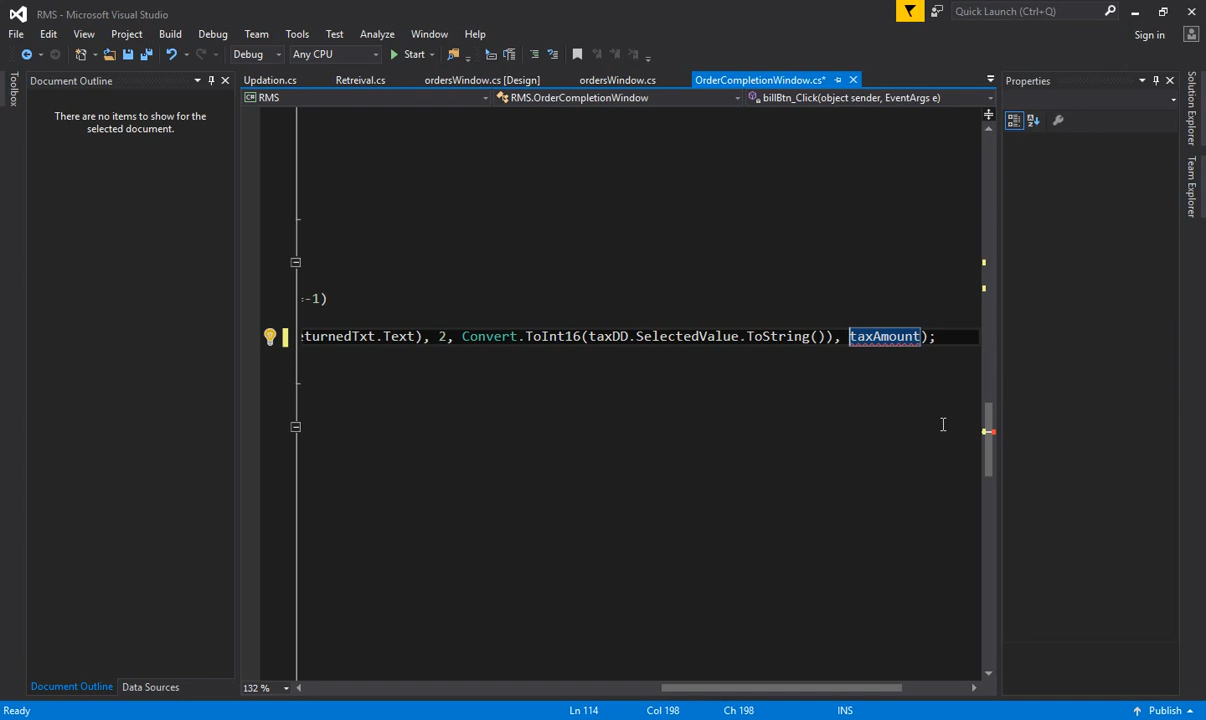 RMS - Microsoft Visual Studio
Quick Launch (Ctrl+Q)
File Edit View Project Build Debug Team Tools Test Analyze Window Help
Sign in
Debug Any CPU Start
Toolbox
Document Outline
There are no items to show for the
selected document.
Updation.cs Retreival.cs ordersWindow.cs [Design] ordersWindow.cs OrderCompletionWindow.cs*
RMS RMS.OrderCompletionWindow billBtn_Click(object sender, EventArgs e)
Properties
Solution Explorer
Team Explorer
=-1)
eturnedTxt.Text), 2, Convert.ToInt16(taxDD.SelectedValue.ToString()), taxAmount);
132 %
Document Outline Data Sources
Ready Ln 114 Col 198 Ch 198 INS Publish